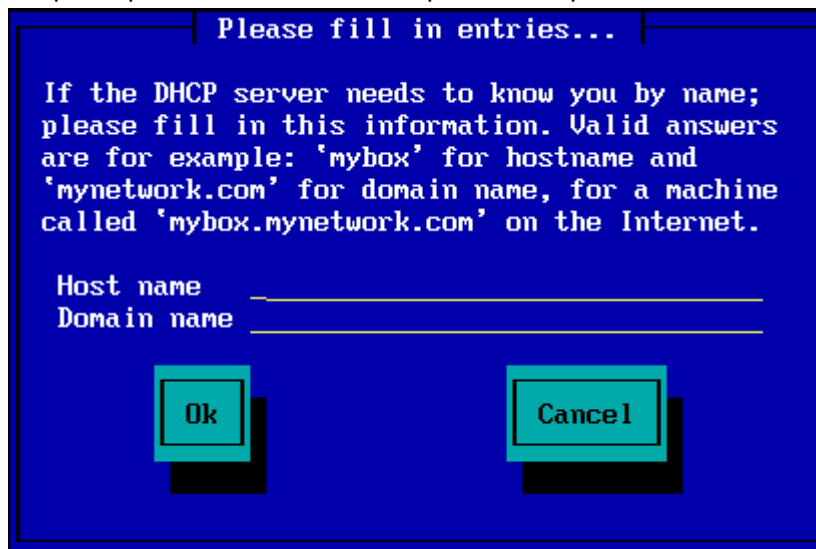 Please fill in entries...
If the DHCP server needs to know you by name;
please fill in this information. Valid answers
are for example: `mybox' for hostname and
`mynetwork.com' for domain name, for a machine
called `mybox.mynetwork.com' on the Internet.
Host name
Domain name
Ok
Cancel